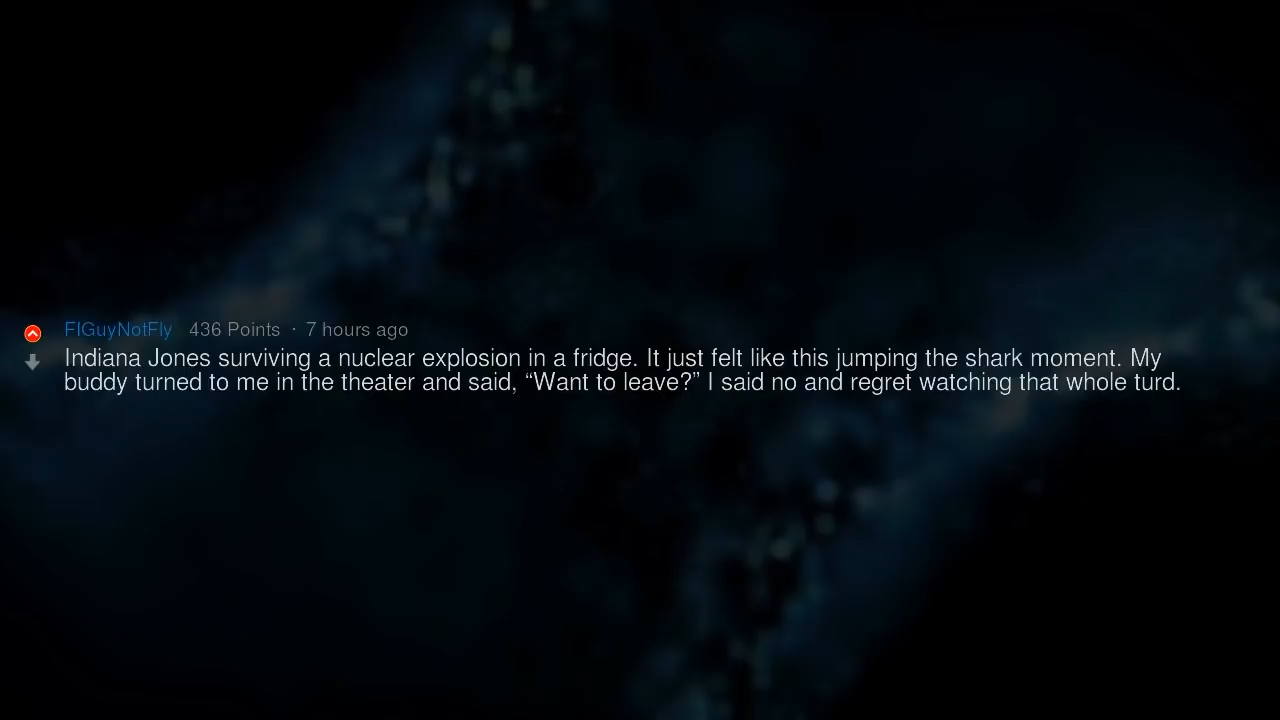 FlGuyNotFly 436 Points · 7 hours ago
Indiana Jones surviving a nuclear explosion in a fridge. It just felt like this jumping the shark moment. My
buddy turned to me in the theater and said, “Want to leave?” I said no and regret watching that whole turd.